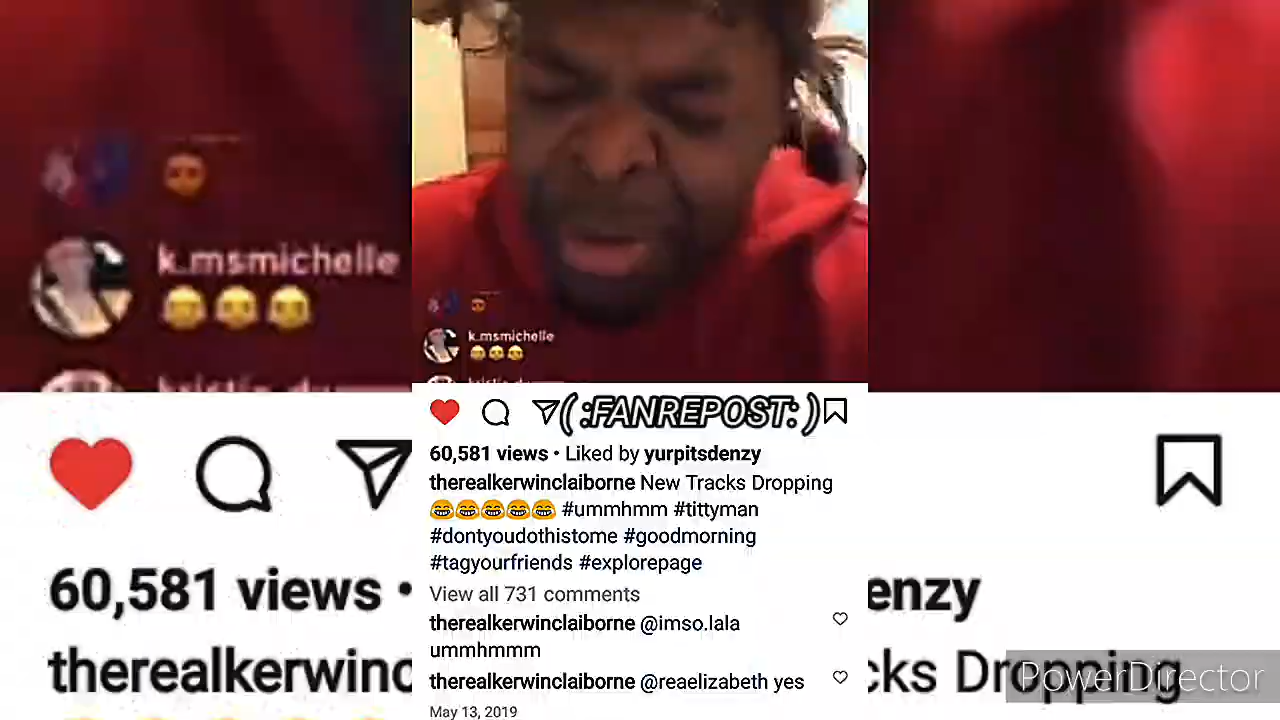 k.msmichelle
k.msmichelle
(:FANREPOST:)
60,581 views • Liked by yurpitsdenzy
therealkerwinclaiborne New Tracks Dropping
😂😂😂😂😂 #ummhmm #tittyman
#dontyoudothistome #goodmorning
#tagyourfriends #explorepage
View all 731 comments
therealkerwinclaiborne @imso.lala
ummhmmm
therealkerwinclaiborne @reaelizabeth yes
May 13, 2019
60,581 views •
enzy
therealkerwinc
cks Dropping
PowerDirector